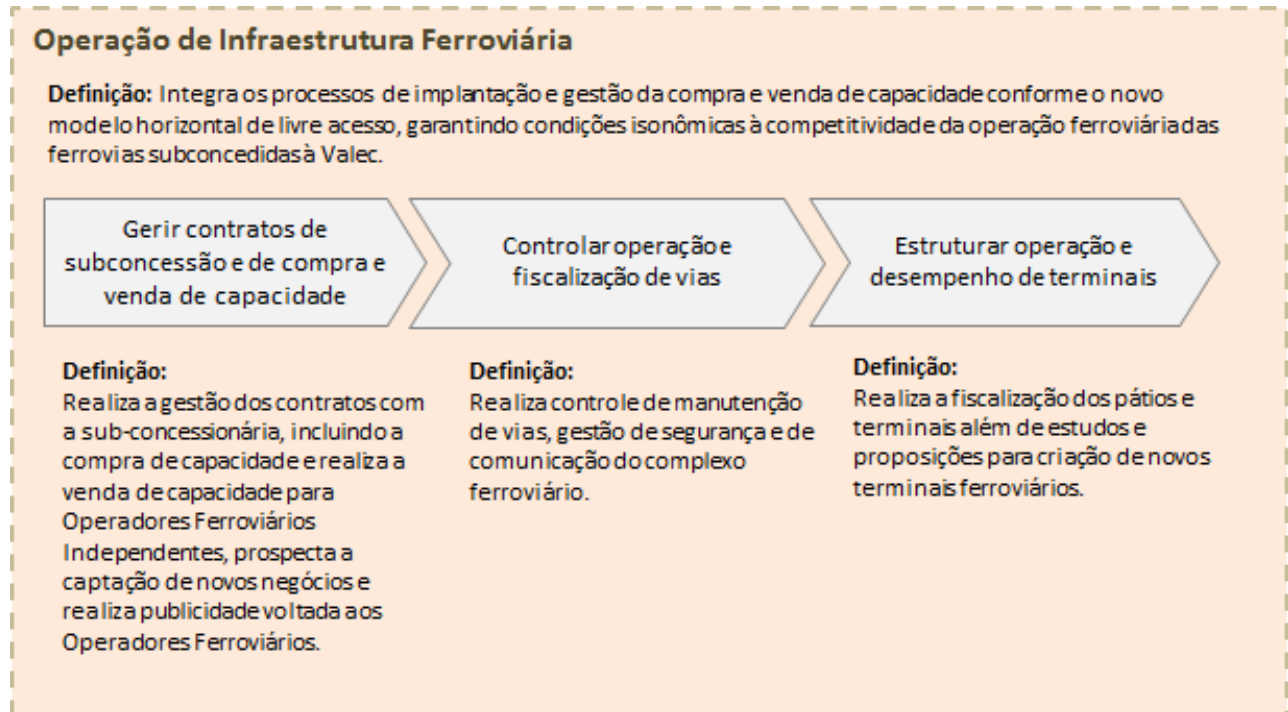 Operação de Infraestrutura Ferroviária
Definição: Integra os processos de implantação e gestão da compra e venda de capacidade conforme o novo
modelo horizontal de livre acesso, garantindo condições isonômicas à competitividade da operação ferroviária das
ferrovias subconcedidas à Valec.
Gerir contratos de
subconcessão e de compra e
venda de capacidade
Controlar operação e
fiscalização de vias
Estruturar operação e
desempenho de terminais
Definição:
Realiza a gestão dos contratos com
a sub-concessionária, incluindo a
compra de capacidade e realiza a
venda de capacidade para
Operadores Ferroviários
Independentes, prospecta a
captação de novos negócios e
realiza publicidade voltada aos
Operadores Ferroviários.
Definição:
Realiza controle de manutenção
de vias, gestão de segurança e de
comunicação do complexo
ferroviário.
Definição:
Realiza a fiscalização dos pátios e
terminais além de estudos e
proposições para criação de novos
terminais ferroviários.